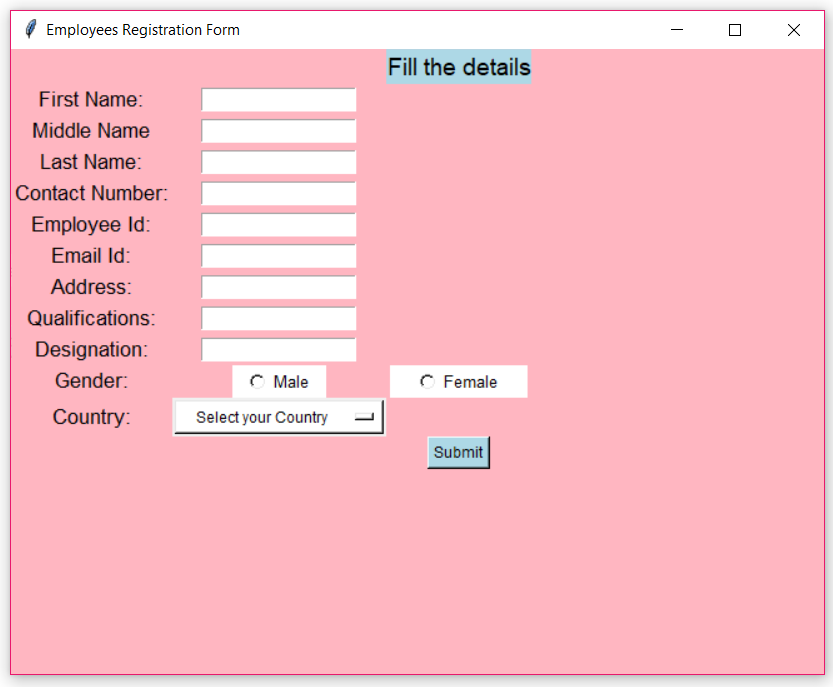 Employees Registration Form
Fill the details
First Name:
Middle Name
Last Name:
Contact Number:
Employee Id:
Email Id:
Address:
Qualifications:
Designation:
Gender: Male Female
Country: Select your Country
Submit